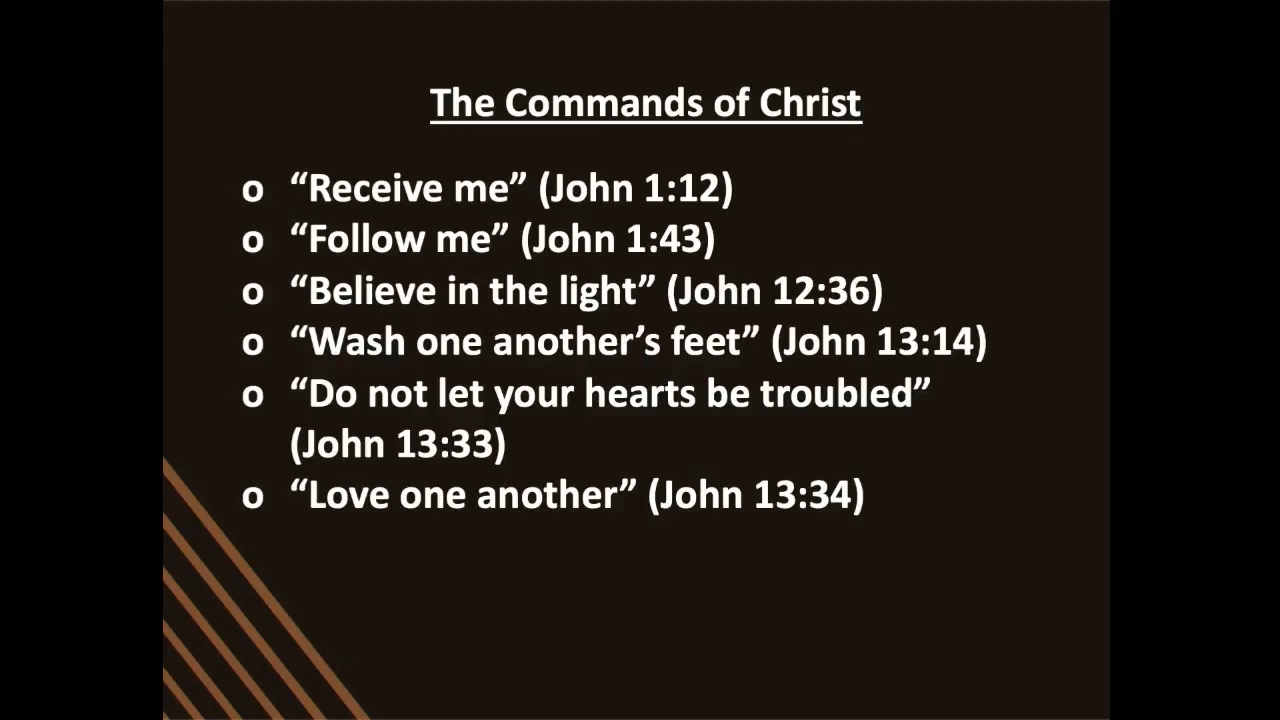 The Commands of Christ
o “Receive me” (John 1:12)
o “Follow me” (John 1:43)
o “Believe in the light” (John 12:36)
o “Wash one another’s feet” (John 13:14)
o “Do not let your hearts be troubled”
(John 13:33)
o “Love one another” (John 13:34)